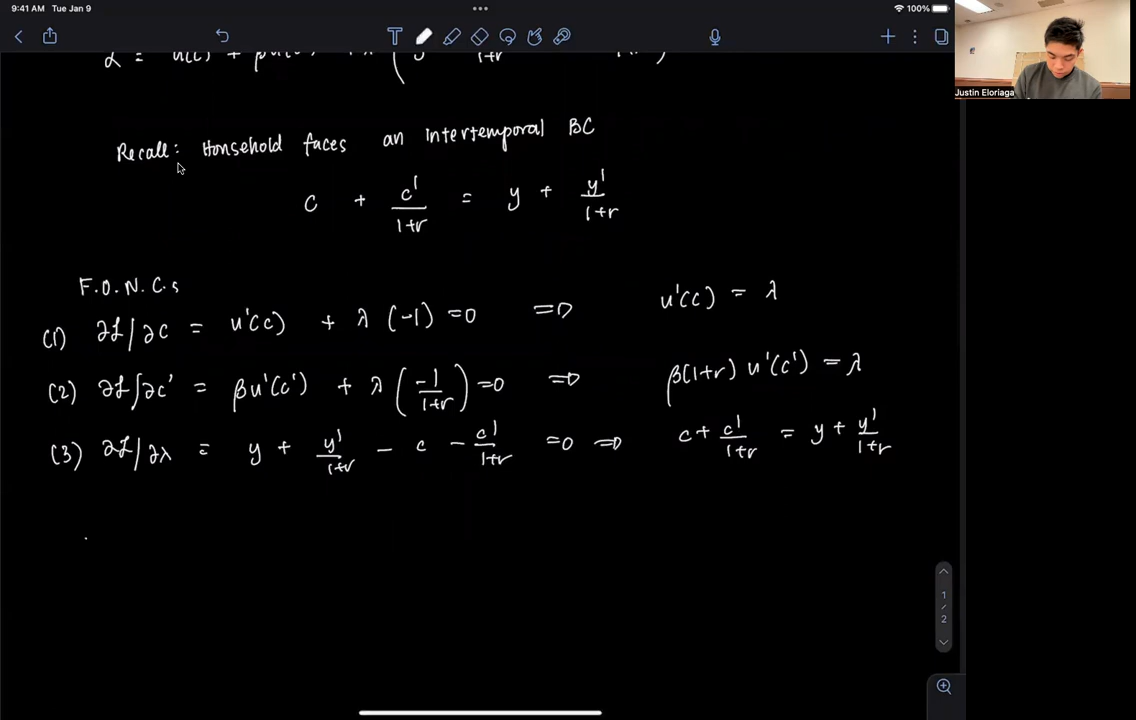 9:41 AM Tue Jan 9
100%
Justin Eloriaga
Recall: Household faces an intertemporal BC
c + c'/1+r = y + y'/1+r
F.O.N.C.s
(1) ∂ℒ/∂c = u'(c) + λ (-1) =0 ⇒ u'(c) = λ
(2) ∂ℒ/∂c' = βu'(c') + λ (-1/1+r) =0 ⇒ β(1+r) u'(c') = λ
(3) ∂ℒ/∂λ = y + y'/1+r - c - c'/1+r =0 ⇒ c + c'/1+r = y + y'/1+r
1
/
2